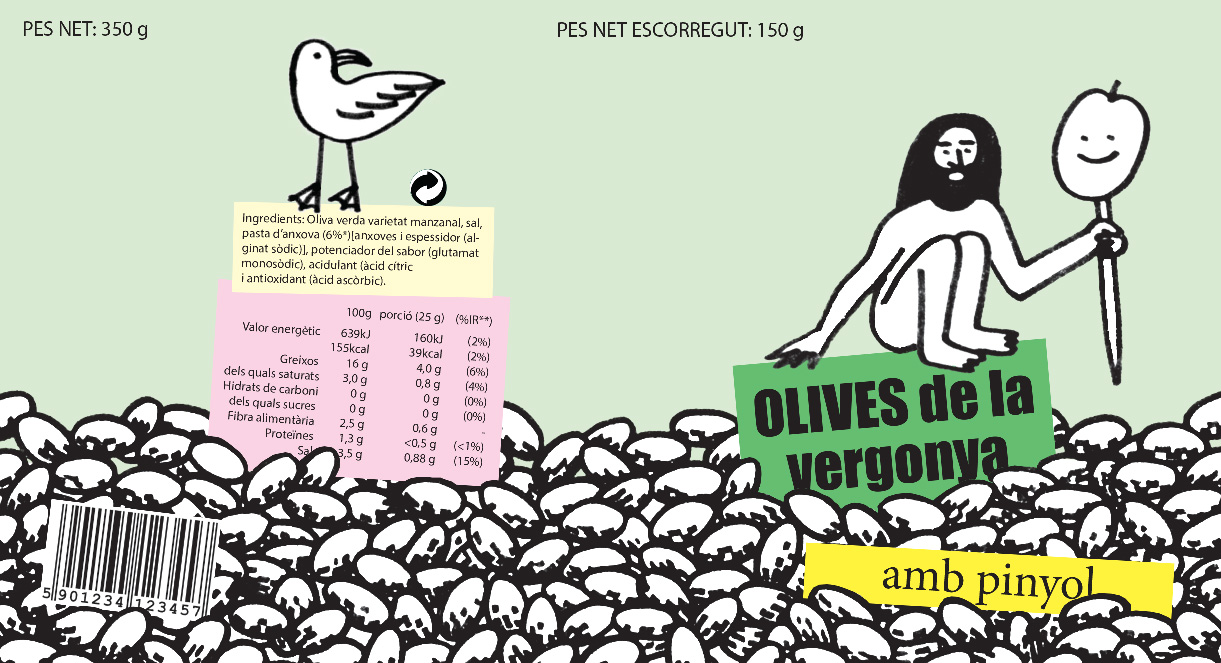 PES NET: 350 g
PES NET ESCORREGUT: 150 g
Ingredients: Oliva verda varietat manzanal, sal,
pasta d'anxova (6%*)[anxoves i espessidor (al-
ginat sòdic)], potenciador del sabor (glutamat
monosòdic), acidulant (àcid cítric
i antioxidant (àcid ascòrbic).
100g porció (25 g) (%IR**)
Valor energètic 639kJ 160kJ (2%)
155kcal 39kcal (2%)
Greixos 16 g 4,0 g (6%)
dels quals saturats 3,0 g 0,8 g (4%)
Hidrats de carboni 0 g 0 g (0%)
dels quals sucres 0 g 0 g (0%)
Fibra alimentària 2,5 g 0,6 g -
Proteïnes 1,3 g <0,5 g (<1%)
Sal 3,5 g 0,88 g (15%)
OLIVES de la
vergonya
amb pinyol
5 901234 123457